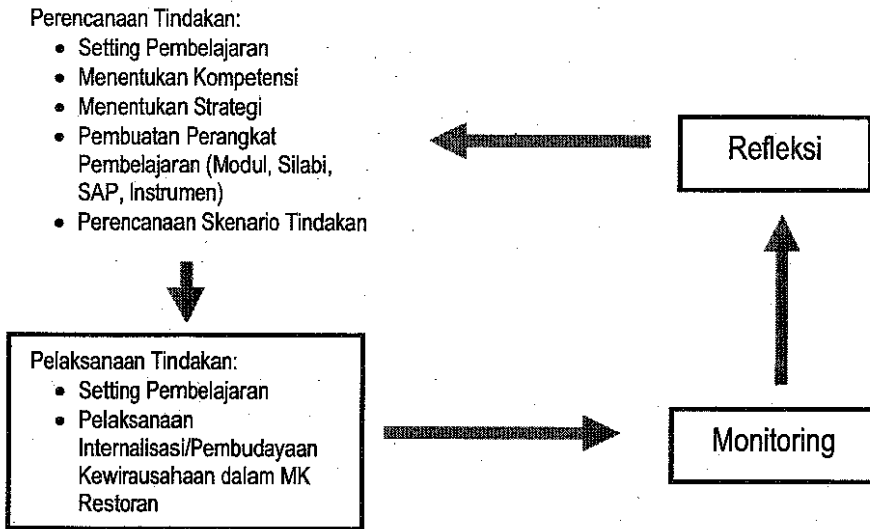 Perencanaan Tindakan:
• Setting Pembelajaran
• Menentukan Kompetensi
• Menentukan Strategi
• Pembuatan Perangkat
Pembelajaran (Modul, Silabi,
SAP, Instrumen)
• Perencanaan Skenario Tindakan
Refleksi
Pelaksanaan Tindakan:
• Setting Pembelajaran
• Pelaksanaan
Internalisasi/Pembudayaan
Kewirausahaan dalam MK
Restoran
Monitoring